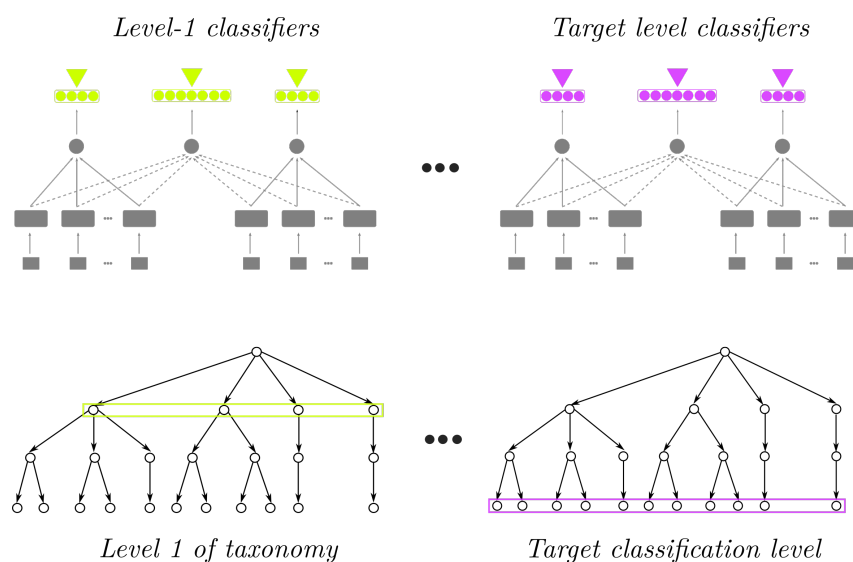 Level-1 classifiers
Target level classifiers
Level 1 of taxonomy
Target classification level